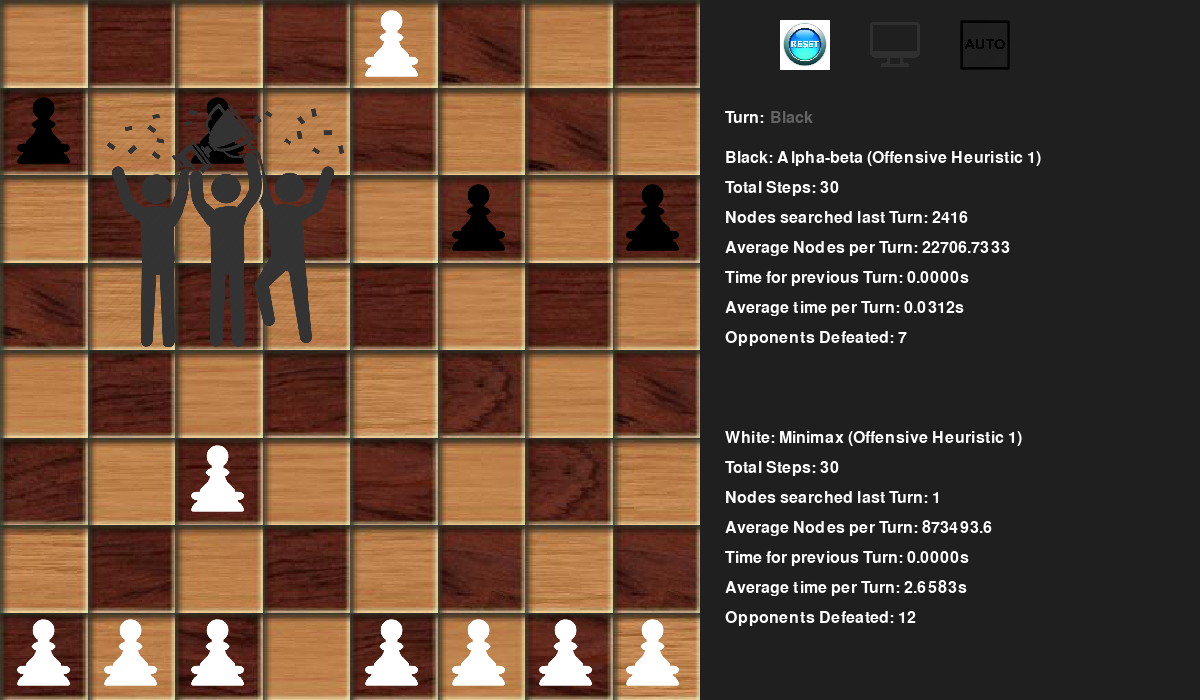 RESET
AUTO
Turn: Black
Black: Alpha-beta (Offensive Heuristic 1)
Total Steps: 30
Nodes searched last Turn: 2416
Average Nodes per Turn: 22706.7333
Time for previous Turn: 0.0000s
Average time per Turn: 0.0312s
Opponents Defeated: 7
White: Minimax (Offensive Heuristic 1)
Total Steps: 30
Nodes searched last Turn: 1
Average Nodes per Turn: 873493.6
Time for previous Turn: 0.0000s
Average time per Turn: 2.6583s
Opponents Defeated: 12